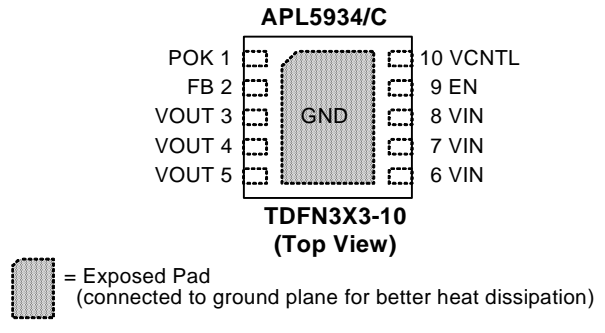 APL5934/C
POK 1
10 VCNTL
FB 2
9 EN
VOUT 3
GND
8 VIN
VOUT 4
7 VIN
VOUT 5
6 VIN
TDFN3X3-10
(Top View)
= Exposed Pad
(connected to ground plane for better heat dissipation)